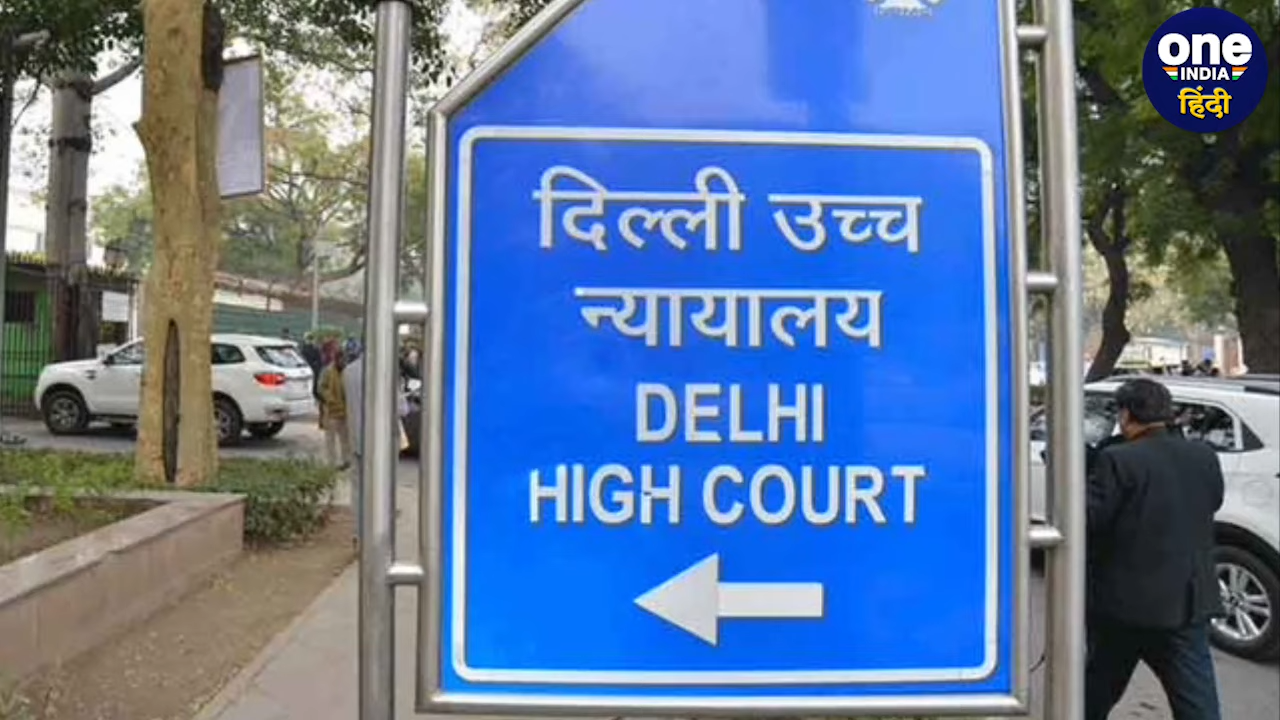 one
INDIA
हिंदी
दिल्ली उच्च
न्यायालय
DELHI
HIGH COURT